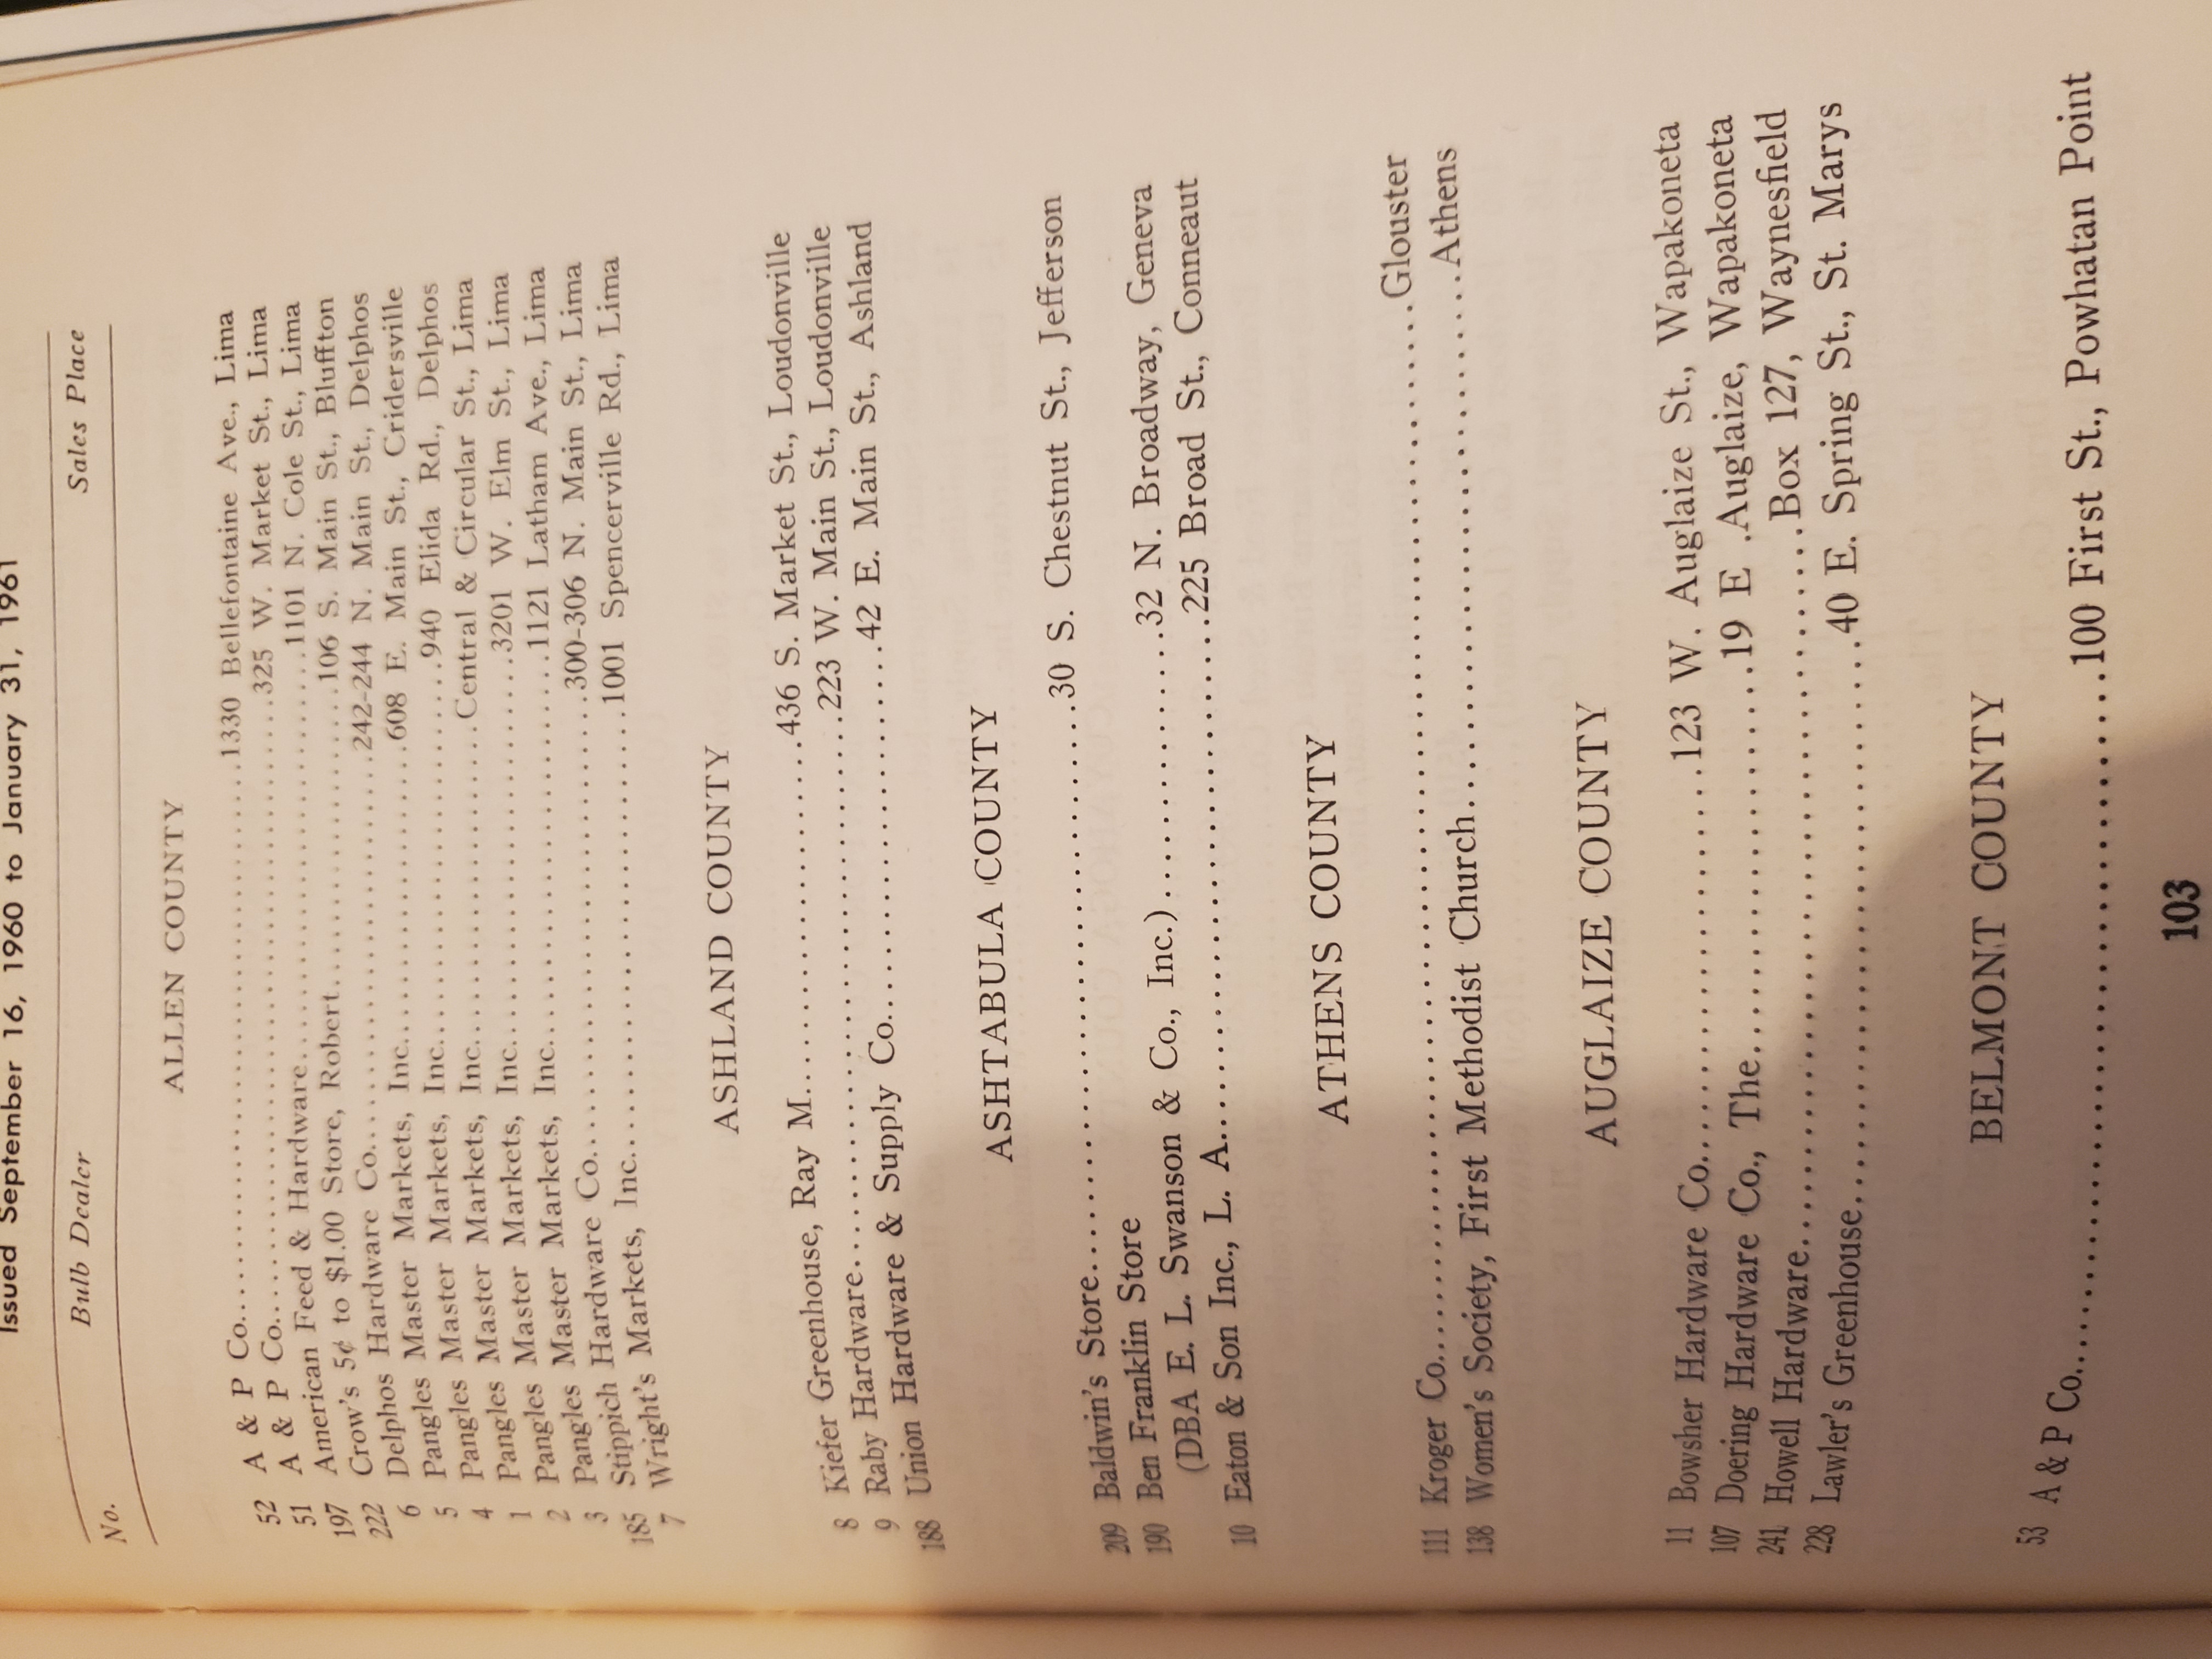 Issued September 16, 1960 to January 31, 1961
No. Bulb Dealer Sales Place
ALLEN COUNTY
52 A & P Co. 1330 Bellefontaine Ave., Lima
51 A & P Co. 325 W. Market St., Lima
197 American Feed & Hardware 1101 N. Cole St., Lima
222 Crow's 5¢ to $1.00 Store, Robert 106 S. Main St., Bluffton
6 Delphos Hardware Co. 242-244 N. Main St., Delphos
5 Pangles Master Markets, Inc. 608 E. Main St., Cridersville
4 Pangles Master Markets, Inc. 940 Elida Rd., Delphos
1 Pangles Master Markets, Inc. Central & Circular St., Lima
2 Pangles Master Markets, Inc. 3201 W. Elm St., Lima
3 Pangles Master Markets, Inc. 1121 Latham Ave., Lima
185 Stippich Hardware Co. 300-306 N. Main St., Lima
7 Wright's Markets, Inc. 1001 Spencerville Rd., Lima
ASHLAND COUNTY
8 Kiefer Greenhouse, Ray M. 436 S. Market St., Loudonville
9 Raby Hardware 223 W. Main St., Loudonville
188 Union Hardware & Supply Co. 42 E. Main St., Ashland
ASHTABULA COUNTY
209 Baldwin's Store 30 S. Chestnut St., Jefferson
190 Ben Franklin Store
(DBA E. L. Swanson & Co., Inc.) 32 N. Broadway, Geneva
10 Eaton & Son Inc., L. A. 225 Broad St., Conneaut
ATHENS COUNTY
111 Kroger Co. Glouster
138 Women's Society, First Methodist Church Athens
AUGLAIZE COUNTY
11 Bowsher Hardware Co. 123 W. Auglaize St., Wapakoneta
107 Doering Hardware Co., The 19 E .Auglaize, Wapakoneta
241 Howell Hardware Box 127, Waynesfield
228 Lawler's Greenhouse 40 E. Spring St., St. Marys
BELMONT COUNTY
53 A & P Co. 100 First St., Powhatan Point
103